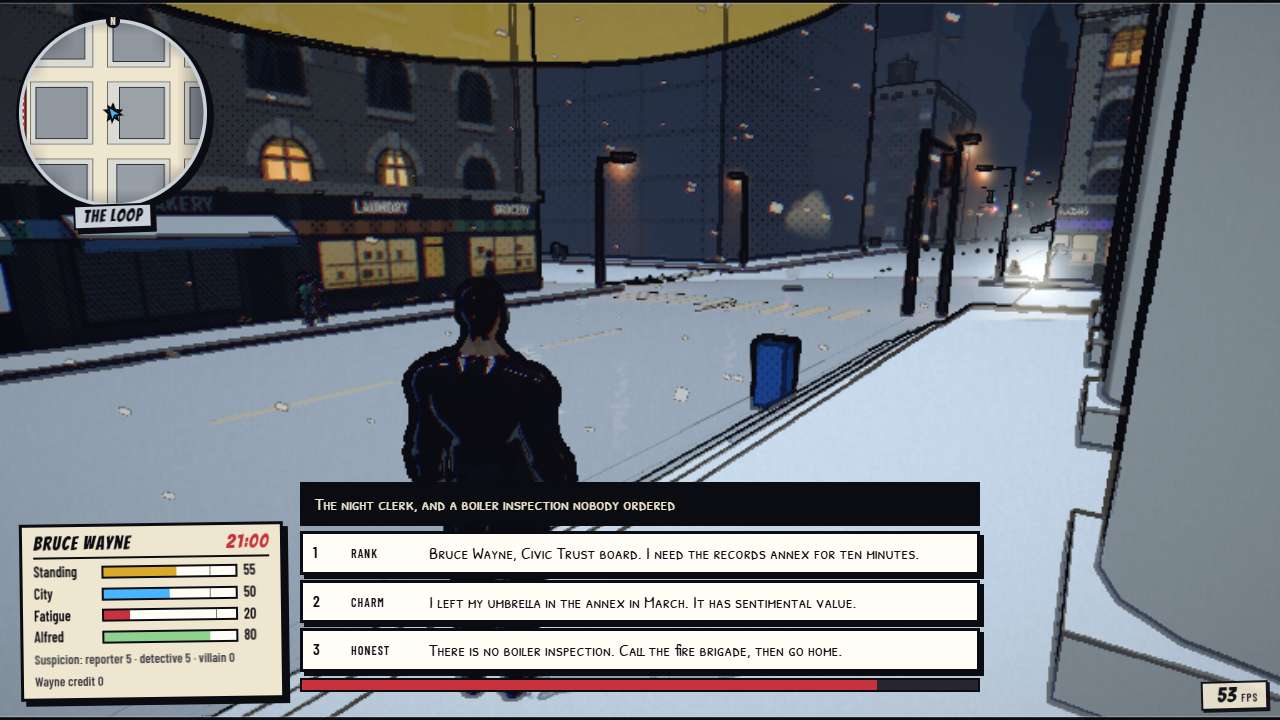 N
THE LOOP
BAKERY
LAUNDRY
GROCERY
BRUCE WAYNE 21:00
Standing 55
City 50
Fatigue 20
Alfred 80
Suspicion: reporter 5 · detective 5 · villain 0
Wayne credit 0
The night clerk, and a boiler inspection nobody ordered
1 RANK Bruce Wayne, Civic Trust board. I need the records annex for ten minutes.
2 CHARM I left my umbrella in the annex in March. It has sentimental value.
3 HONEST There is no boiler inspection. Call the fire brigade, then go home.
53 FPS